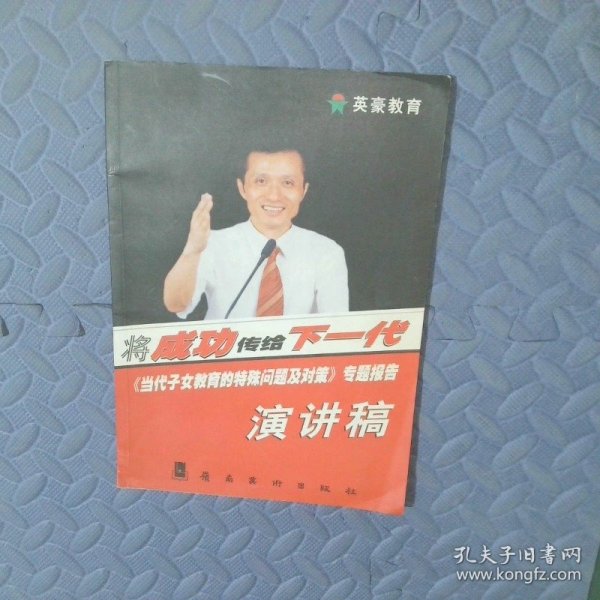 英豪教育
将成功传给下一代
《当代子女教育的特殊问题及对策》专题报告
演讲稿
岭南美术出版社
孔夫子旧书网
www.kongfz.com